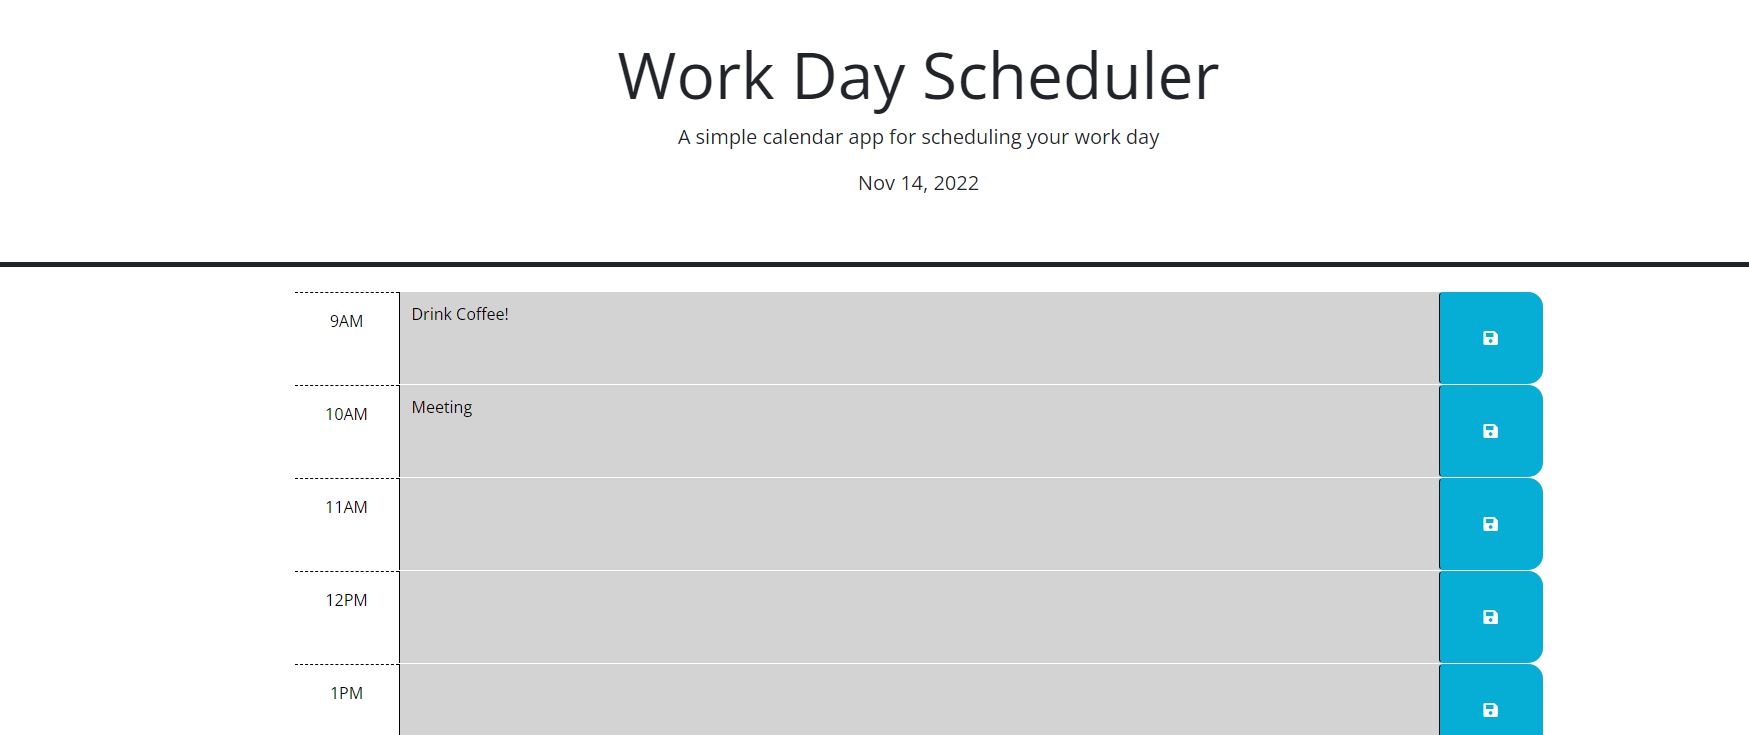 Work Day Scheduler
A simple calendar app for scheduling your work day
Nov 14, 2022
9AM
Drink Coffee!
10AM
Meeting
11AM
12PM
1PM